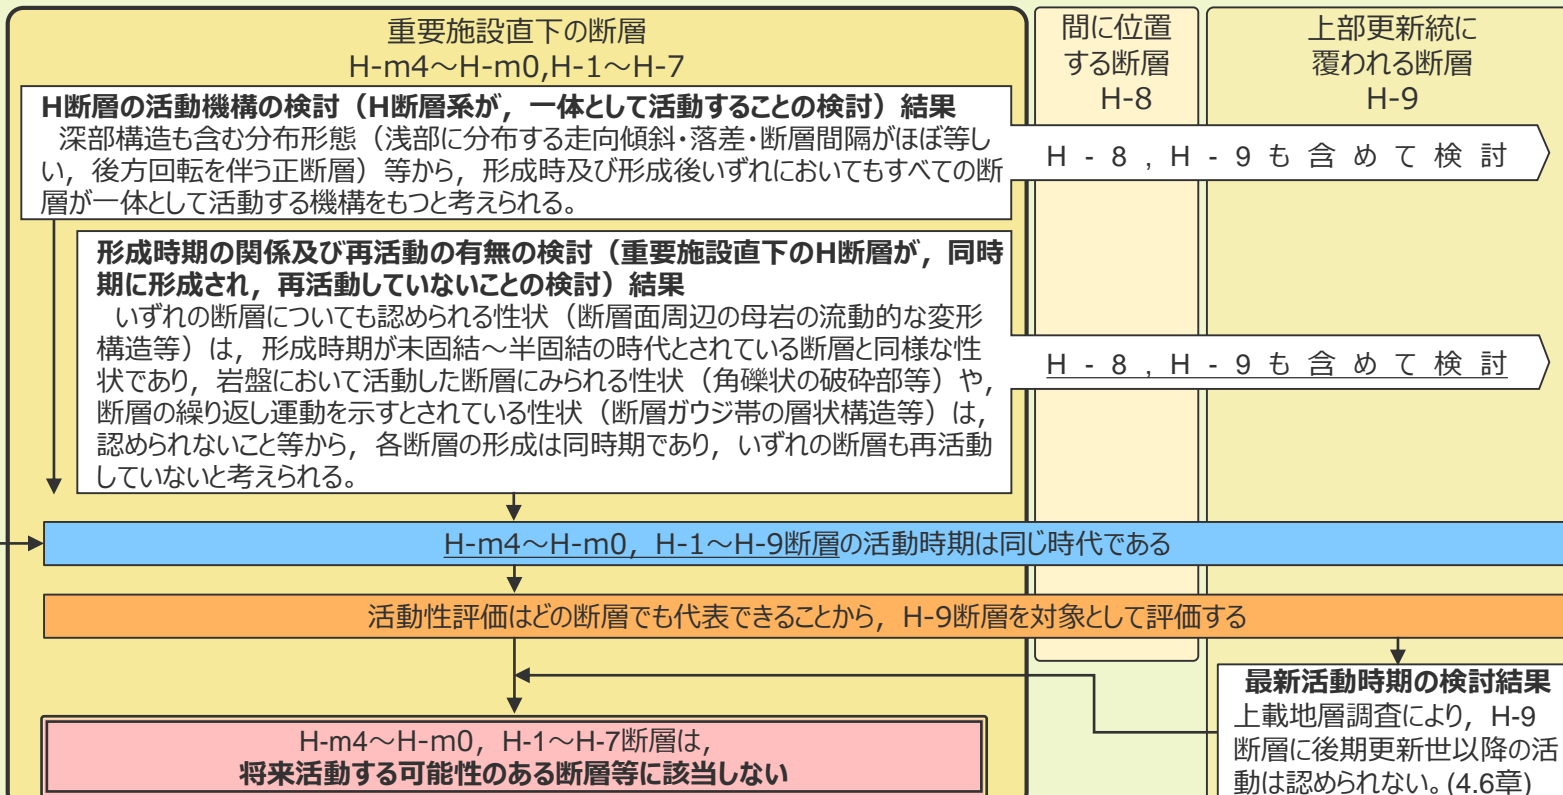 重要施設直下の断層
H-m4～H-m0,H-1～H-7
間に位置
する断層
H-8
上部更新統に
覆われる断層
H-9
H断層の活動機構の検討（H断層系が，一体として活動することの検討）結果
深部構造も含む分布形態（浅部に分布する走向傾斜・落差・断層間隔がほぼ等し
い，後方回転を伴う正断層）等から，形成時及び形成後いずれにおいてもすべての断
層が一体として活動する機構をもつと考えられる。
H-8，H-9も含めて検討
形成時期の関係及び再活動の有無の検討（重要施設直下のH断層が，同時
期に形成され，再活動していないことの検討）結果
いずれの断層についても認められる性状（断層面周辺の母岩の流動的な変形
構造等）は，形成時期が未固結～半固結の時代とされている断層と同様な性
状であり，岩盤において活動した断層にみられる性状（角礫状の破砕部等）や，
断層の繰り返し運動を示すとされている性状（断層ガウジ帯の層状構造等）は，
認められないこと等から，各断層の形成は同時期であり，いずれの断層も再活動
していないと考えられる。
H-8，H-9も含めて検討
H-m4～H-m0，H-1～H-9断層の活動時期は同じ時代である
活動性評価はどの断層でも代表できることから，H-9断層を対象として評価する
最新活動時期の検討結果
上載地層調査により，H-9
断層に後期更新世以降の活
動は認められない。(4.6章)
H-m4～H-m0，H-1～H-7断層は，
将来活動する可能性のある断層等に該当しない